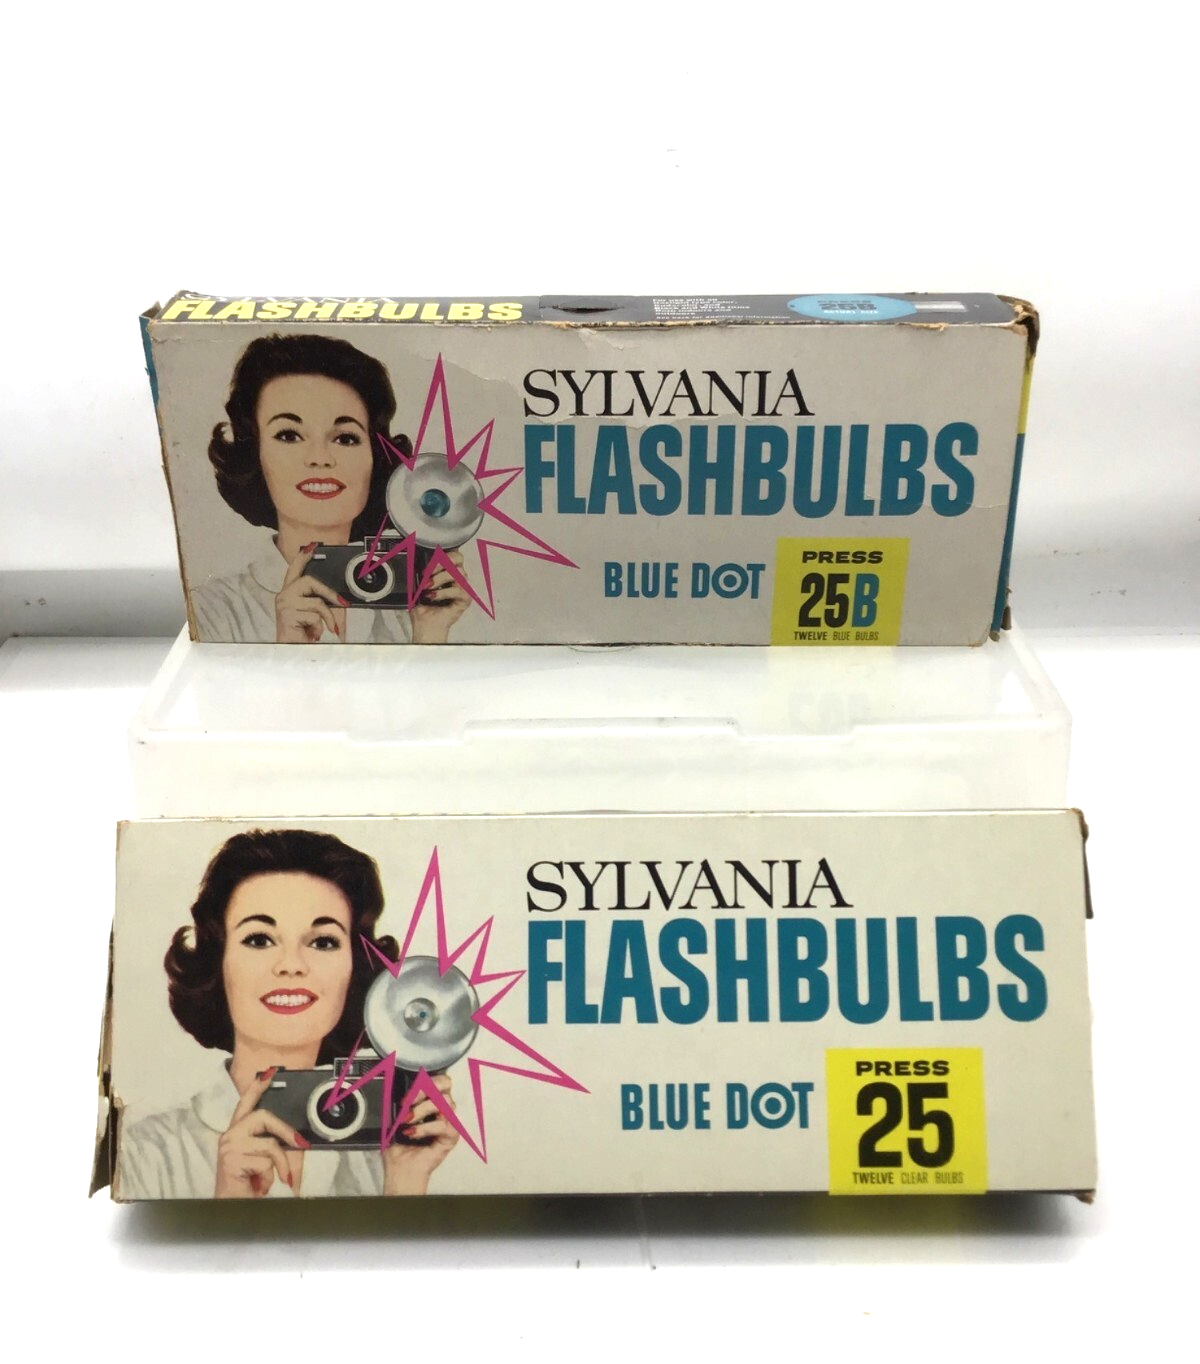 SYLVANIA
FLASHBULBS
SYLVANIA
FLASHBULBS
BLUE DOT
PRESS
25B
TWELVE BLUE BULBS
SYLVANIA
FLASHBULBS
BLUE DOT
PRESS
25
TWELVE CLEAR BULBS